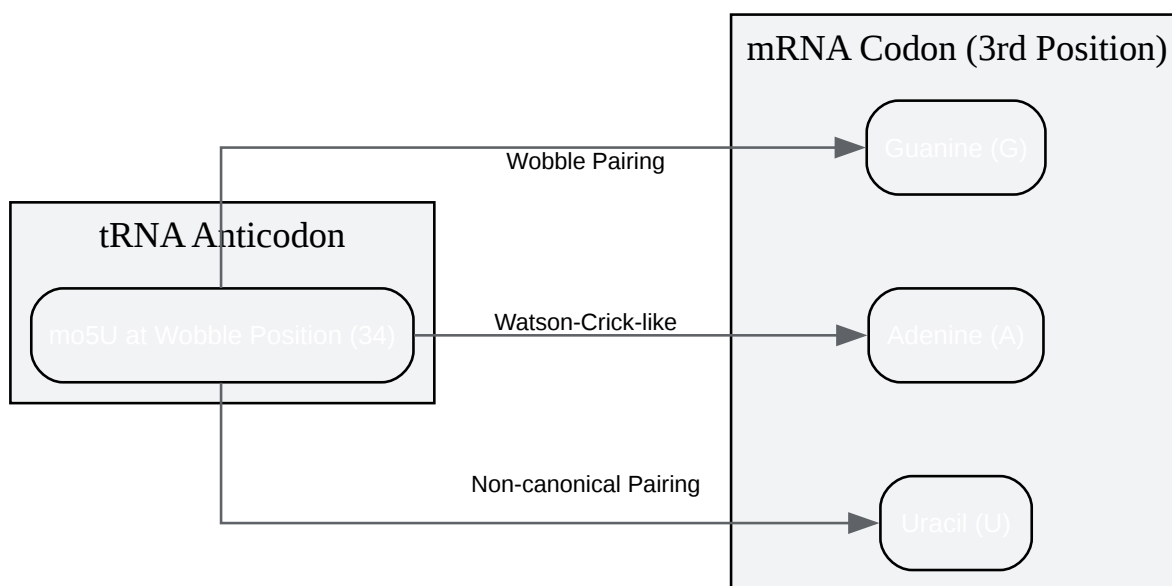 mRNA Codon (3rd Position)
Guanine (G)
Wobble Pairing
tRNA Anticodon
mo5U at Wobble Position (34)
Watson-Crick-like
Adenine (A)
Non-canonical Pairing
Uracil (U)